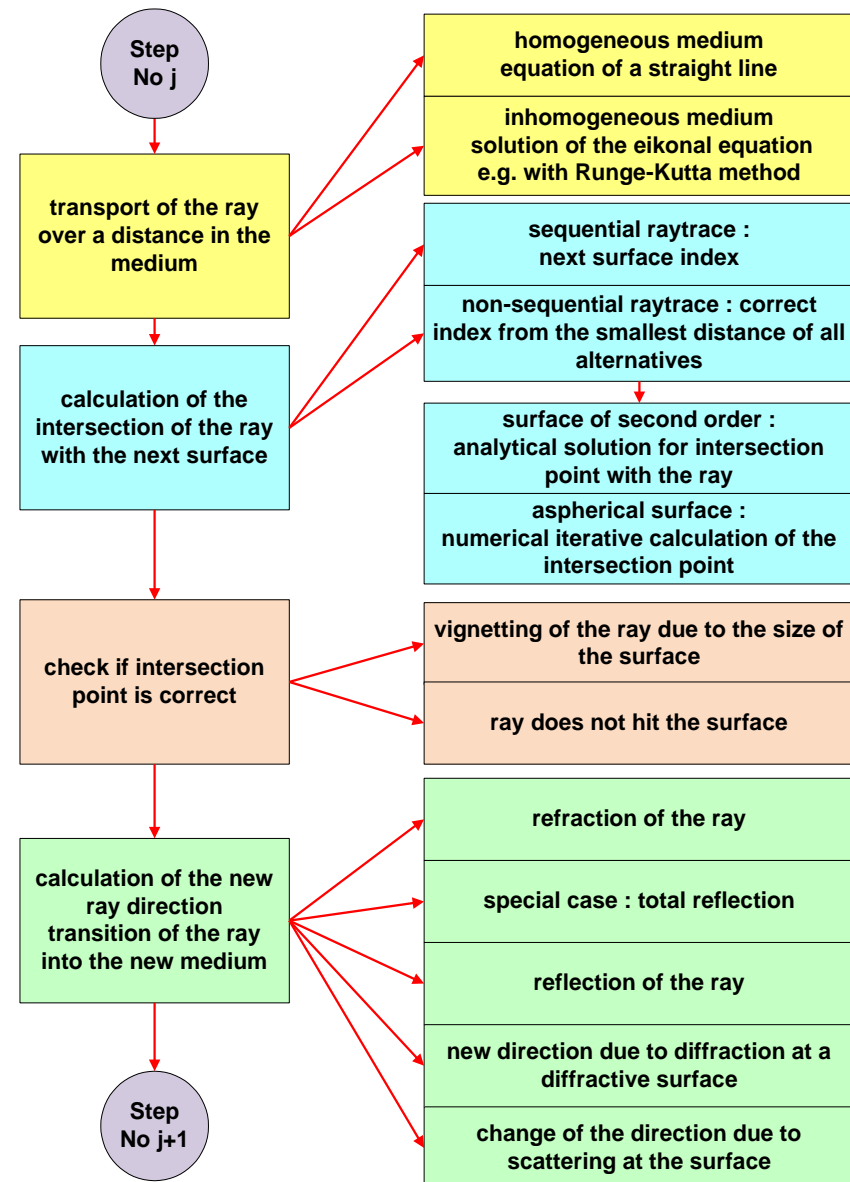 Step
No j
homogeneous medium
equation of a straight line
inhomogeneous medium
solution of the eikonal equation
e.g. with Runge-Kutta method
transport of the ray
over a distance in the
medium
sequential raytrace :
next surface index
non-sequential raytrace : correct
index from the smallest distance of all
alternatives
calculation of the
intersection of the ray
with the next surface
surface of second order :
analytical solution for intersection
point with the ray
aspherical surface :
numerical iterative calculation of the
intersection point
check if intersection
point is correct
vignetting of the ray due to the size of
the surface
ray does not hit the surface
calculation of the new
ray direction
transition of the ray
into the new medium
refraction of the ray
special case : total reflection
reflection of the ray
new direction due to diffraction at a
diffractive surface
change of the direction due to
scattering at the surface
Step
No j+1